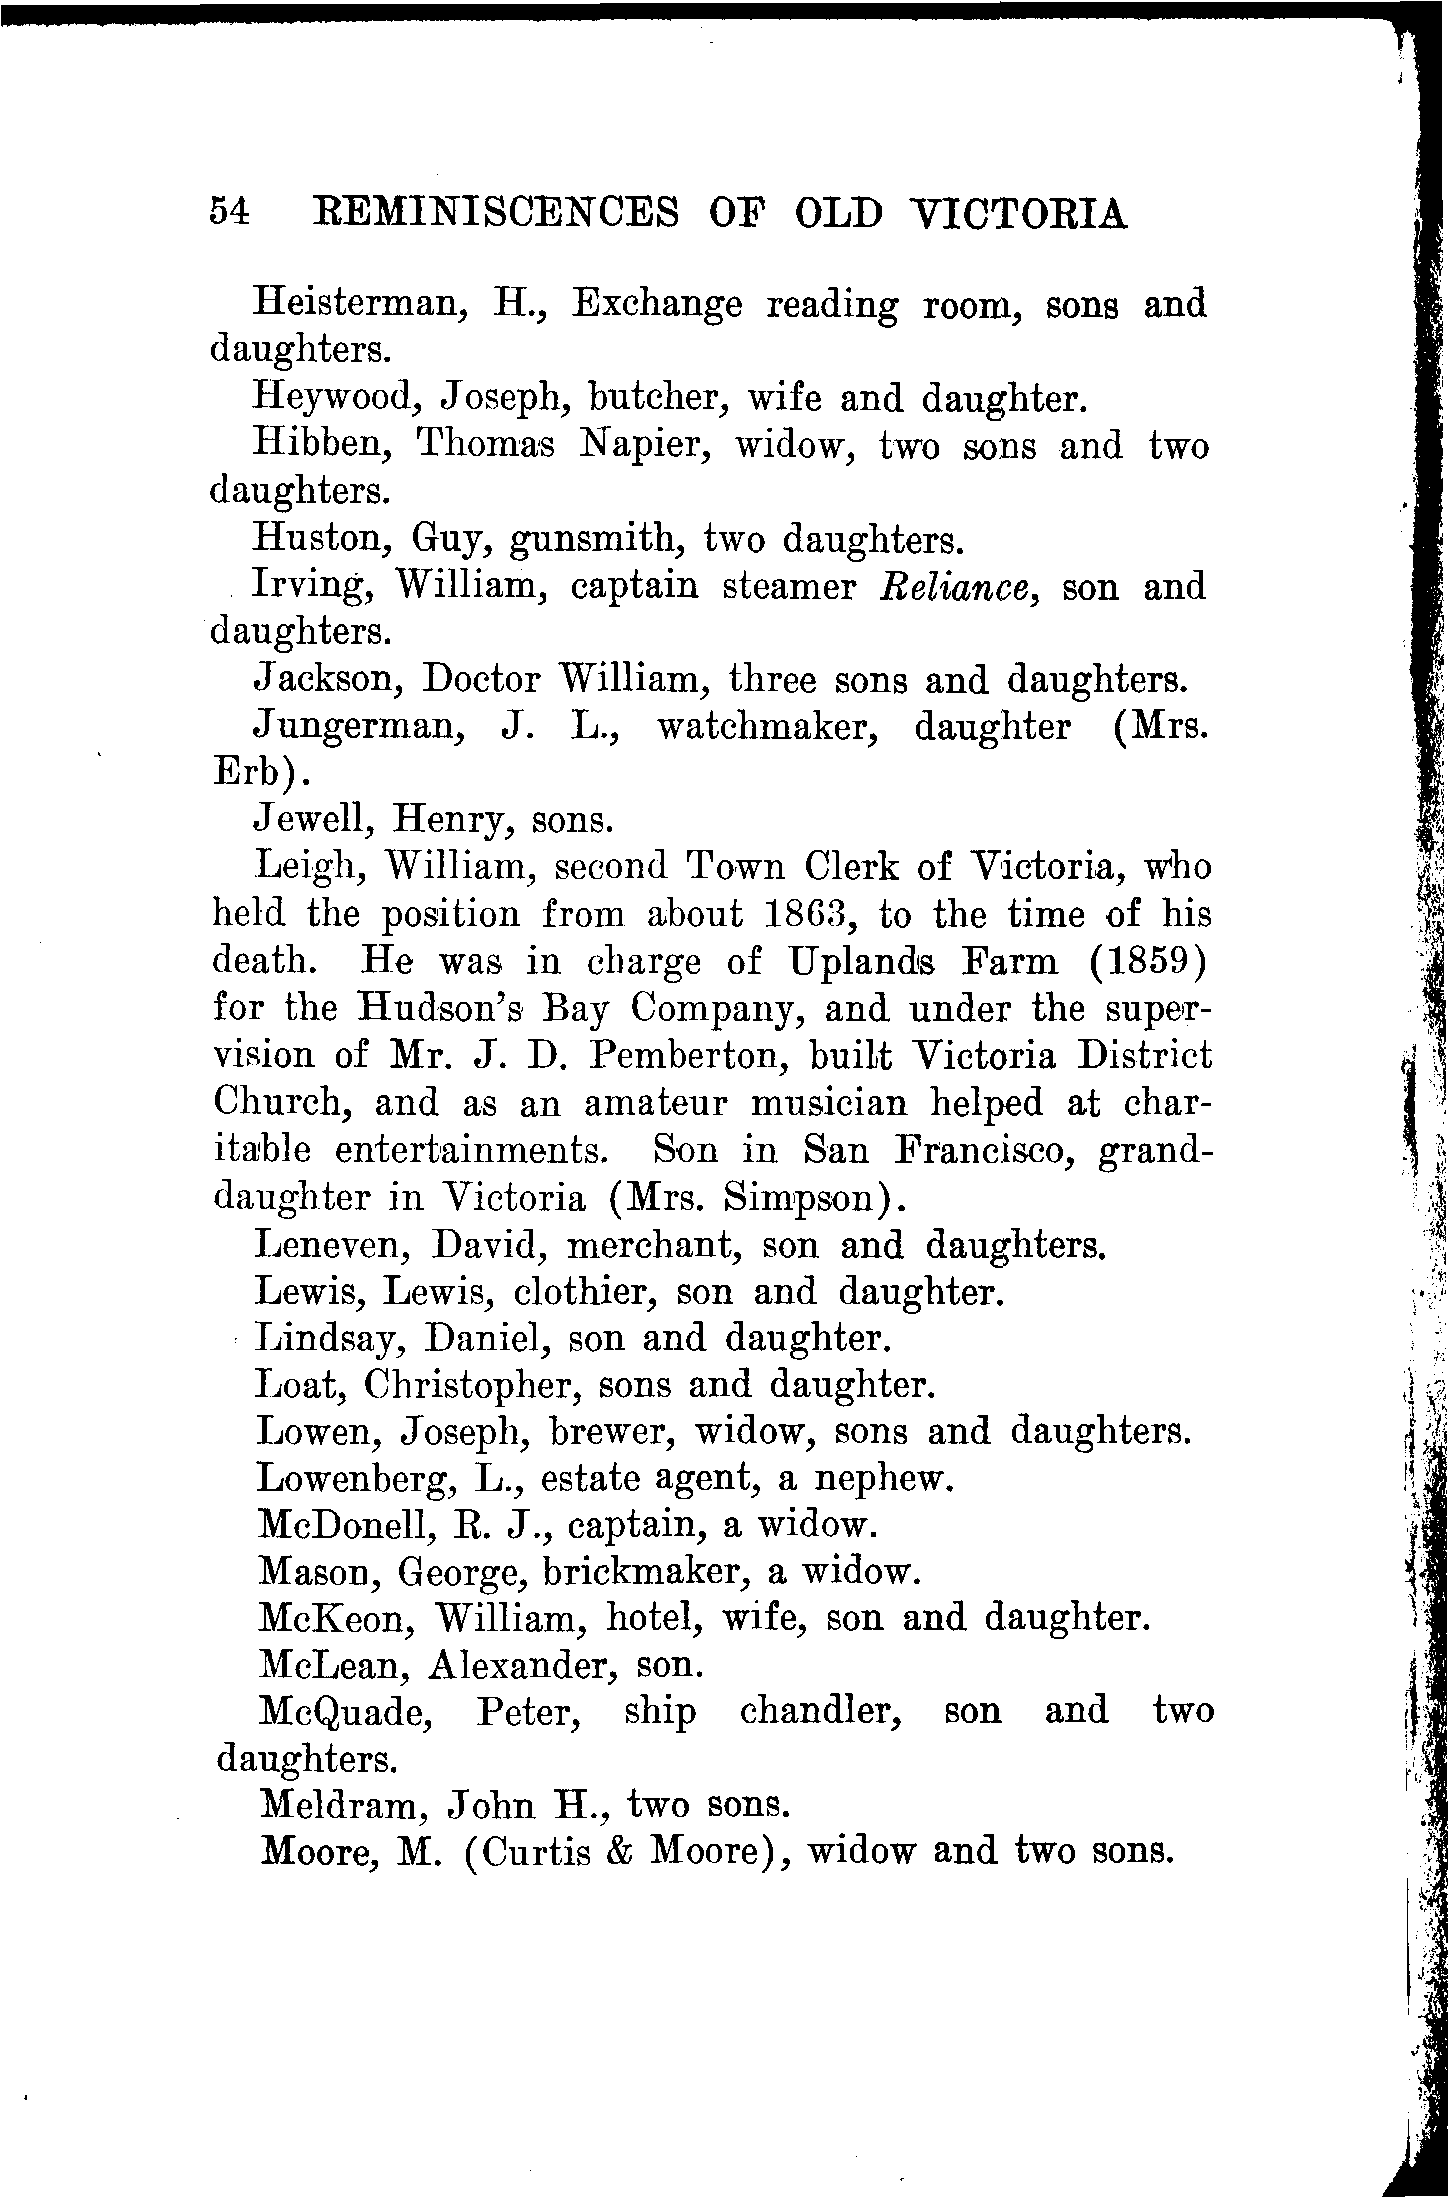 54 REMINISCENCES OF OLD VICTORIA
Heisterman, H., Exchange reading room, sons and
daughters.
Heywood, Joseph, butcher, wife and daughter.
Hibben, Thomas Napier, widow, two sons and two
daughters.
Huston, Guy, gunsmith, two daughters.
Irving, William, captain steamer Reliance, son and
daughters.
Jackson, Doctor William, three sons and daughters.
Jungerman, J. L., watchmaker, daughter (Mrs.
Erb).
Jewell, Henry, sons.
Leigh, William, second Town Clerk of Victoria, who
held the position from about 1863, to the time of his
death. He was in charge of Uplands Farm (1859)
for the Hudson's Bay Company, and under the super-
vision of Mr. J. D. Pemberton, built Victoria District
Church, and as an amateur musician helped at char-
itable entertainments. Son in San Francisco, grand-
daughter in Victoria (Mrs. Simpson).
Leneven, David, merchant, son and daughters.
Lewis, Lewis, clothier, son and daughter.
Lindsay, Daniel, son and daughter.
Loat, Christopher, sons and daughter.
Lowen, Joseph, brewer, widow, sons and daughters.
Lowenberg, L., estate agent, a nephew.
McDonell, R. J., captain, a widow.
Mason, George, brickmaker, a widow.
McKeon, William, hotel, wife, son and daughter.
McLean, Alexander, son.
McQuade, Peter, ship chandler, son and two
daughters.
Meldram, John H., two sons.
Moore, M. (Curtis & Moore), widow and two sons.